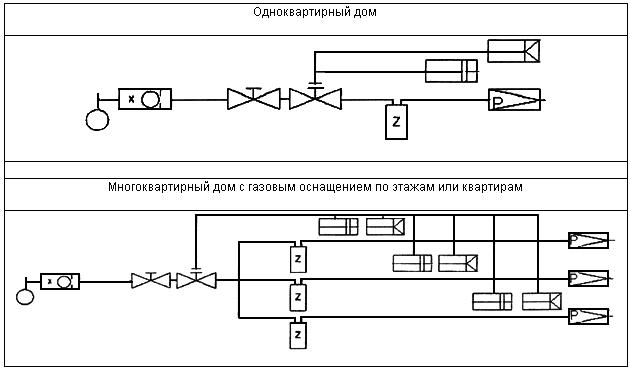 Одноквартирный дом
x
Z
P
Многоквартирный дом с газовым оснащением по этажам или квартирам
Z
P
x
Z
P
Z
P